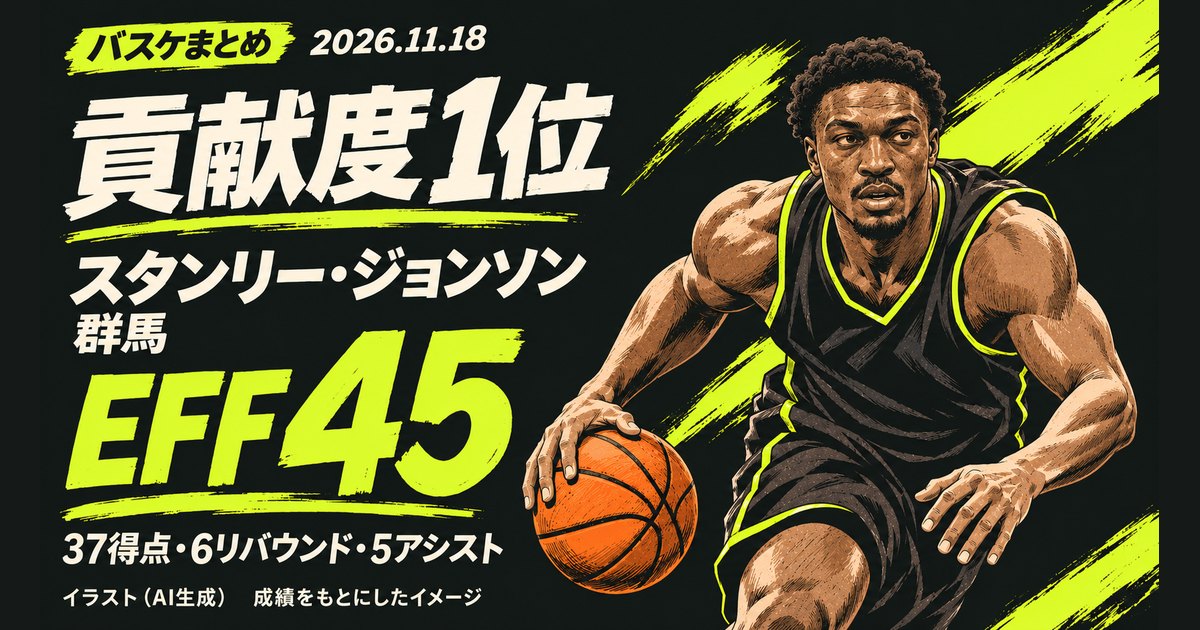 バスケまとめ 2026.11.18
貢献度1位
スタンリー・ジョンソン
群馬
EFF45
37得点・6リバウンド・5アシスト
イラスト（AI生成） 成績をもとにしたイメージ